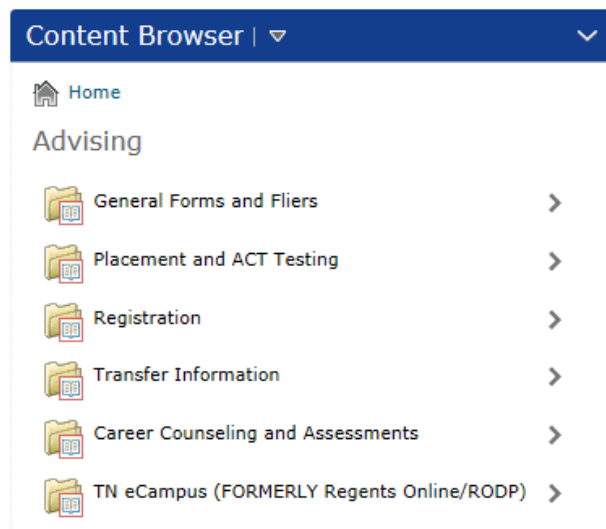 Content Browser |
Home
Advising
General Forms and Fliers
Placement and ACT Testing
Registration
Transfer Information
Career Counseling and Assessments
TN eCampus (FORMERLY Regents Online/RODP)